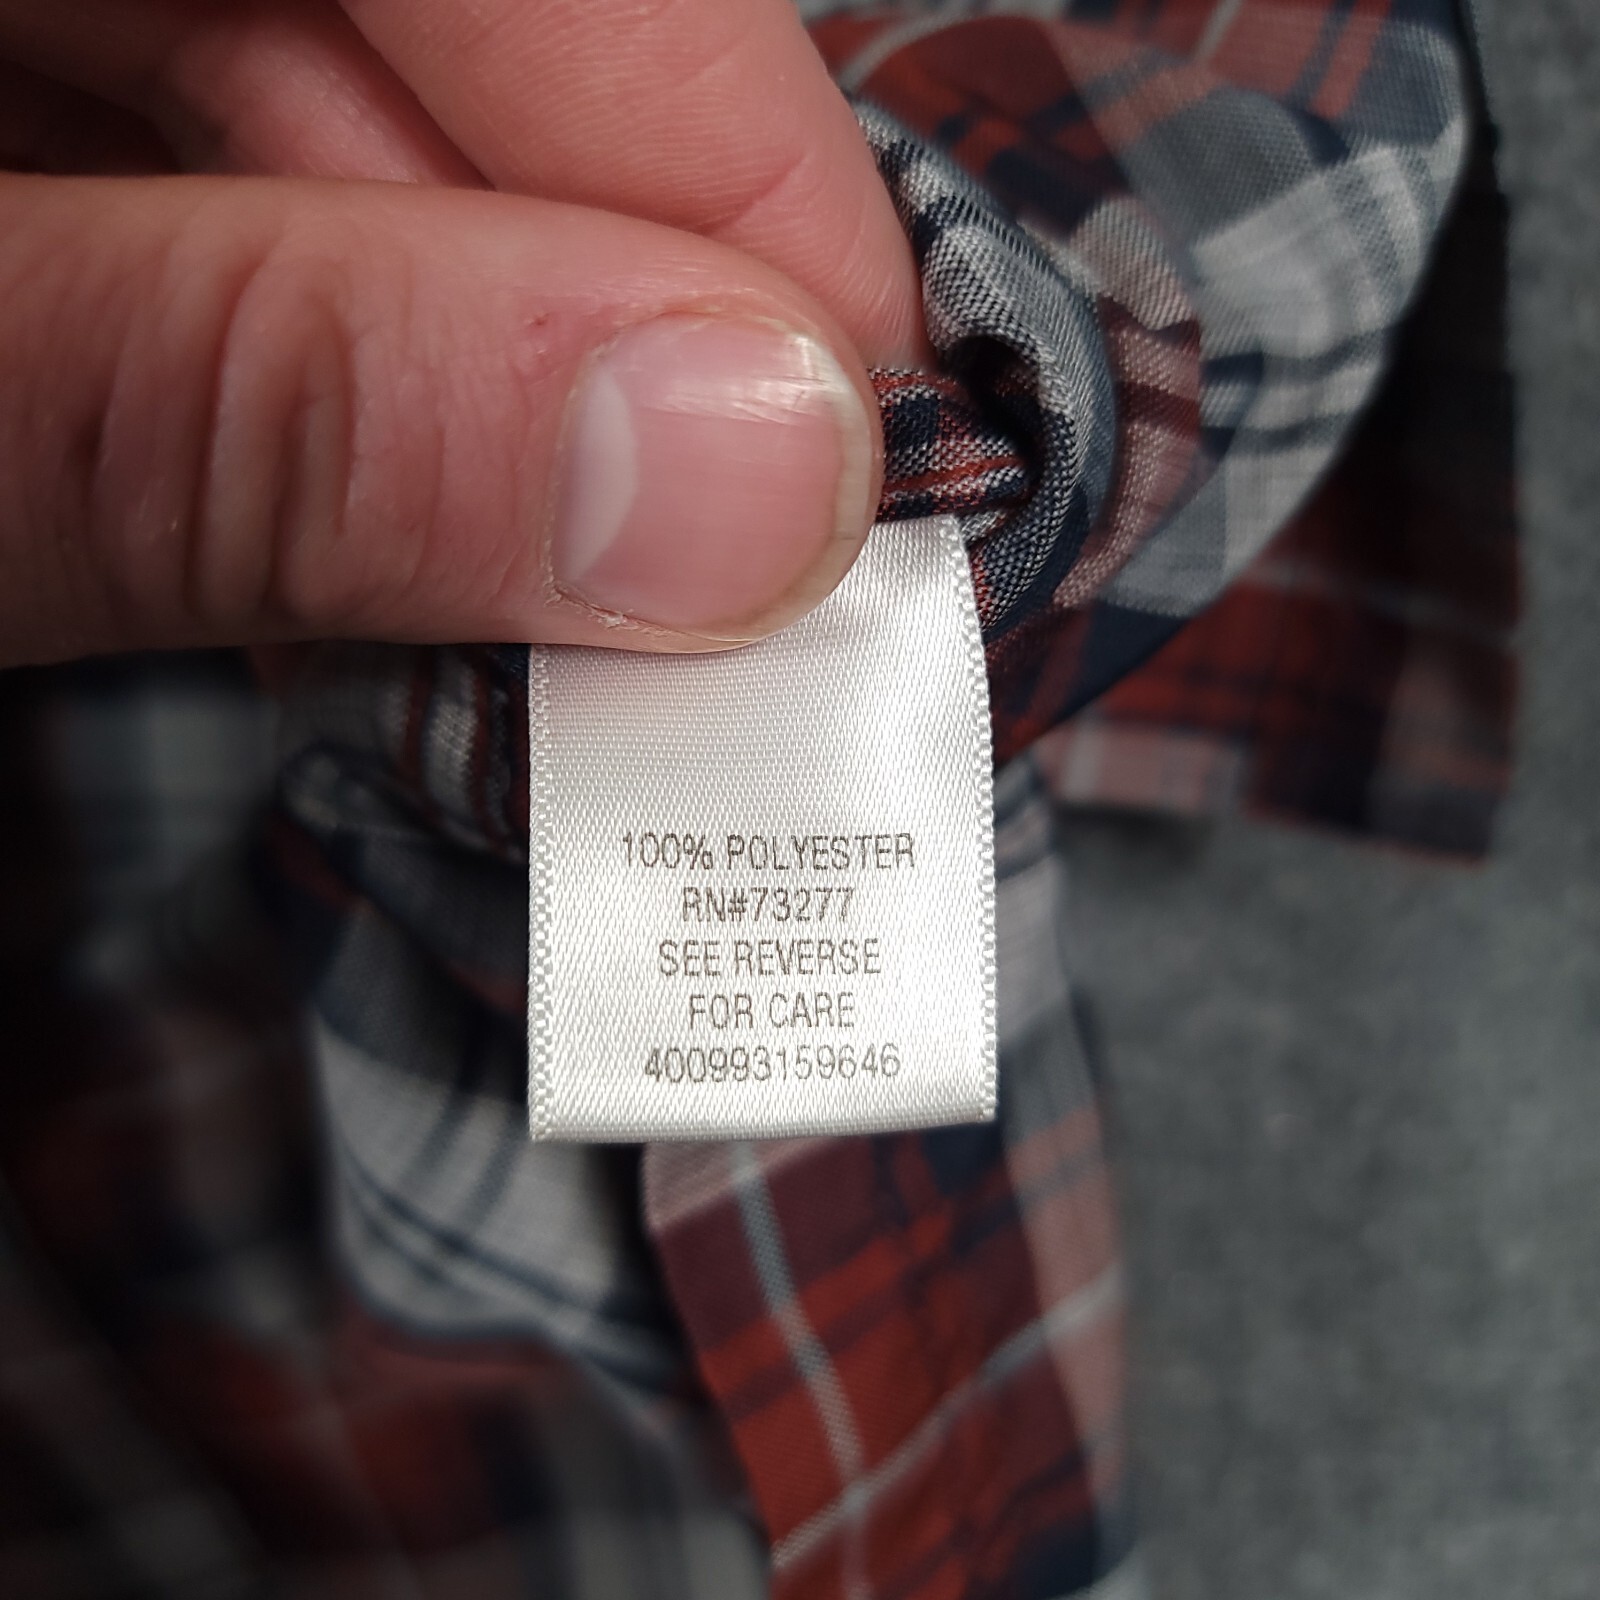 100% POLYESTER
RN#73277
SEE REVERSE
FOR CARE
400993159646